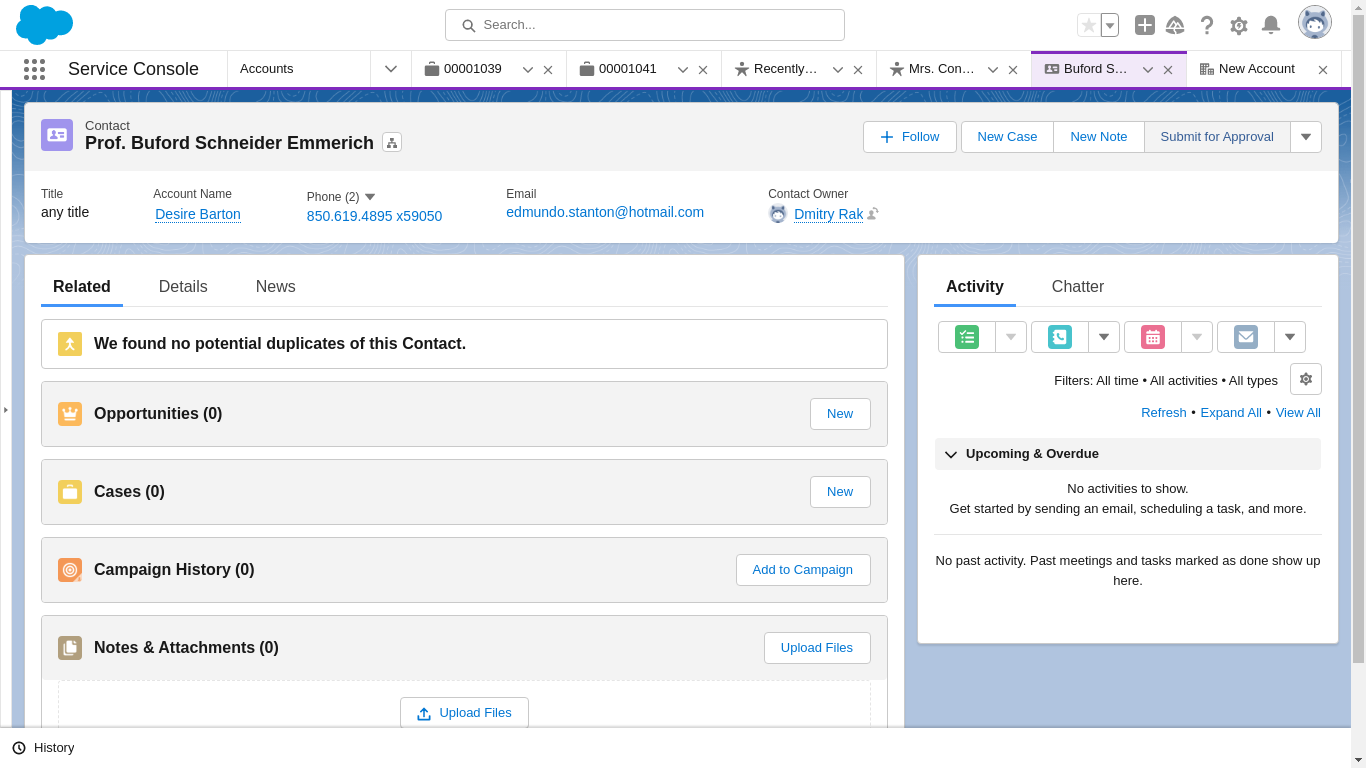 Search...
Service Console
Accounts
00001039
00001041
Recently...
Mrs. Con...
Buford S...
New Account
Contact
Prof. Buford Schneider Emmerich
Follow
New Case
New Note
Submit for Approval
Title
any title
Account Name
Desire Barton
Phone (2)
850.619.4895 x59050
Email
edmundo.stanton@hotmail.com
Contact Owner
Dmitry Rak
Related
Details
News
We found no potential duplicates of this Contact.
Opportunities (0)
New
Cases (0)
New
Campaign History (0)
Add to Campaign
Notes & Attachments (0)
Upload Files
Upload Files
Activity
Chatter
Filters: All time • All activities • All types
Refresh • Expand All • View All
Upcoming & Overdue
No activities to show.
Get started by sending an email, scheduling a task, and more.
No past activity. Past meetings and tasks marked as done show up
here.
History